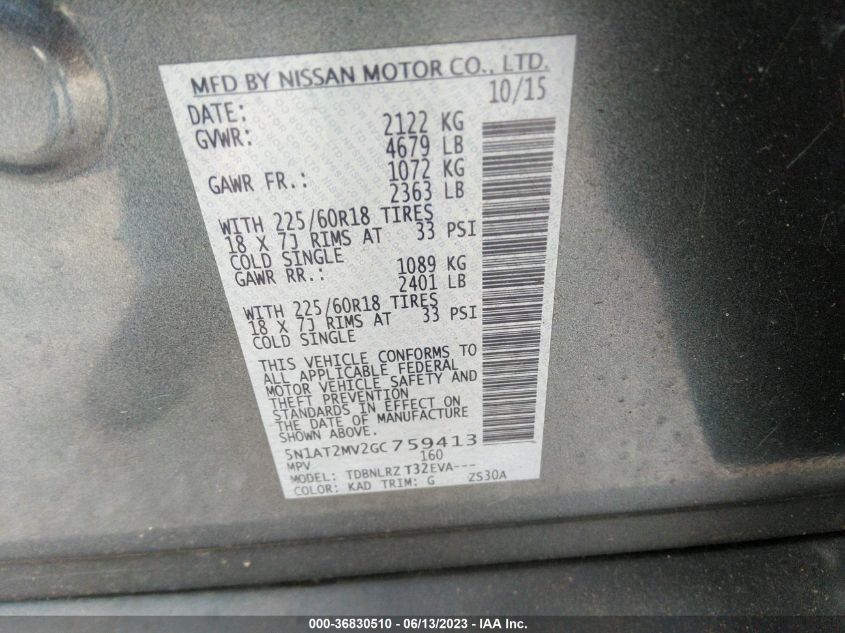 MFD BY NISSAN MOTOR CO., LTD.
DATE: 10/15
GVWR: 2122 KG
4679 LB
GAWR FR.: 1072 KG
2363 LB
WITH 225/60R18 TIRES
18 X 7J RIMS AT 33 PSI
COLD SINGLE
GAWR RR.: 1089 KG
2401 LB
WITH 225/60R18 TIRES
18 X 7J RIMS AT 33 PSI
COLD SINGLE
THIS VEHICLE CONFORMS TO
ALL APPLICABLE FEDERAL
MOTOR VEHICLE SAFETY AND
THEFT PREVENTION
STANDARDS IN EFFECT ON
THE DATE OF MANUFACTURE
SHOWN ABOVE.
5N1AT2MV2GC759413
MPV 160
MODEL: TDBNLRZ T32EVA---
COLOR: KAD TRIM: G ZS30A
000-36830510 - 06/13/2023 - IAA Inc.